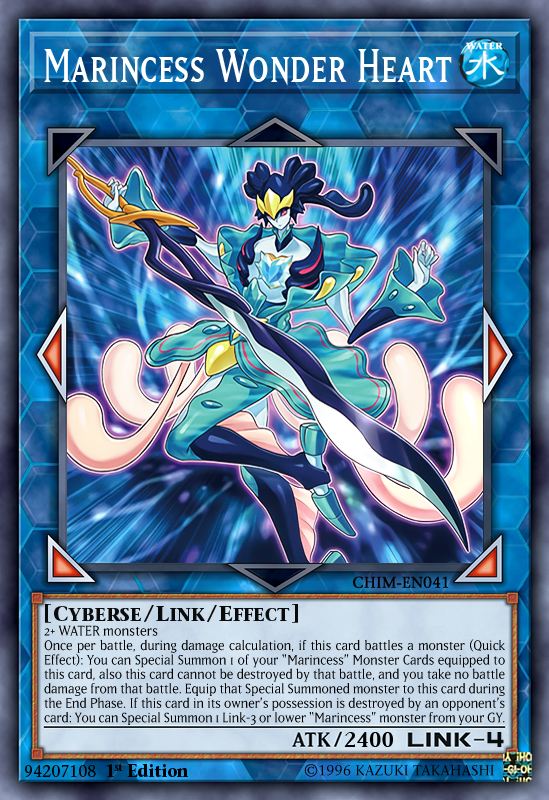 MARINCESS WONDER HEART
WATER
水
CHIM-EN041
[CYBERSE/LINK/EFFECT]
2+ WATER monsters
Once per battle, during damage calculation, if this card battles a monster (Quick
Effect): You can Special Summon 1 of your "Marincess" Monster Cards equipped to
this card, also this card cannot be destroyed by that battle, and you take no battle
damage from that battle. Equip that Special Summoned monster to this card during
the End Phase. If this card in its owner's possession is destroyed by an opponent's
card: You can Special Summon 1 Link-3 or lower "Marincess" monster from your GY.
ATK/2400 LINK-4
94207108 1st Edition ©1996 KAZUKI TAKAHASHI